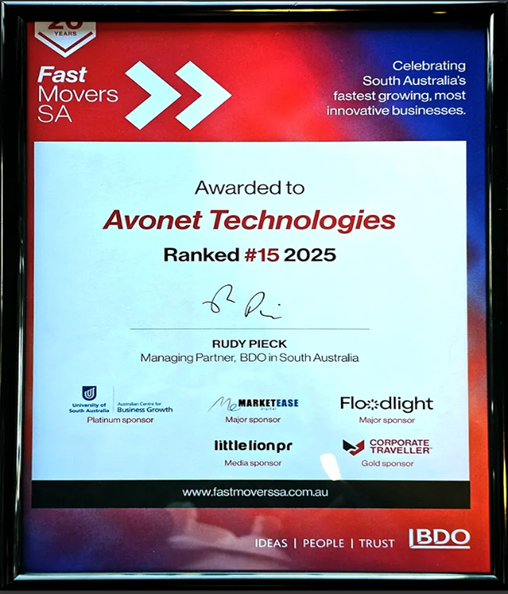 20
YEARS
Fast
Movers
SA
Celebrating
South Australia's
fastest growing, most
innovative businesses.
Awarded to
Avonet Technologies
Ranked #15 2025
RUDY PIECK
Managing Partner, BDO in South Australia
University of
South Australia
Australian Centre for
Business Growth
Platinum sponsor
Me MARKETEASE
DIGITAL
Major sponsor
Floodlight
Major sponsor
littlelionpr
Media sponsor
CORPORATE
TRAVELLER
Gold sponsor
www.fastmoverssa.com.au
IDEAS | PEOPLE | TRUST
BDO